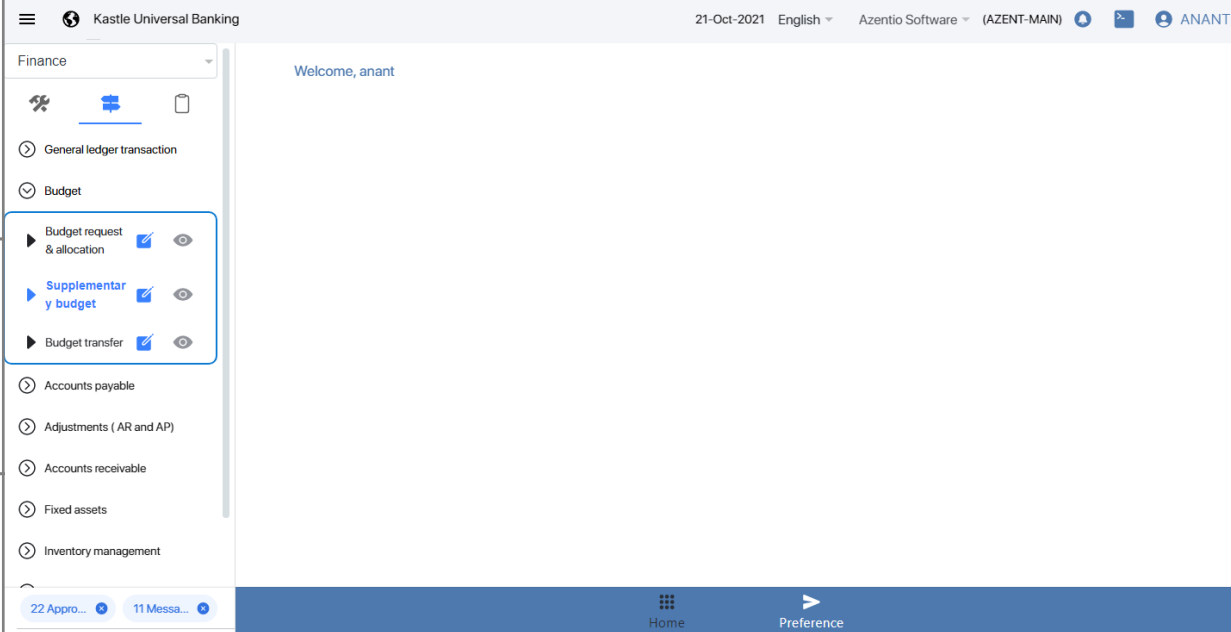 Kastle Universal Banking
21-Oct-2021 English Azentio Software (AZENT-MAIN) ANANT
Finance
Welcome, anant
General ledger transaction
Budget
Budget request
& allocation
Supplementar
y budget
Budget transfer
Accounts payable
Adjustments ( AR and AP)
Accounts receivable
Fixed assets
Inventory management
22 Appro...
11 Messa...
Home
Preference